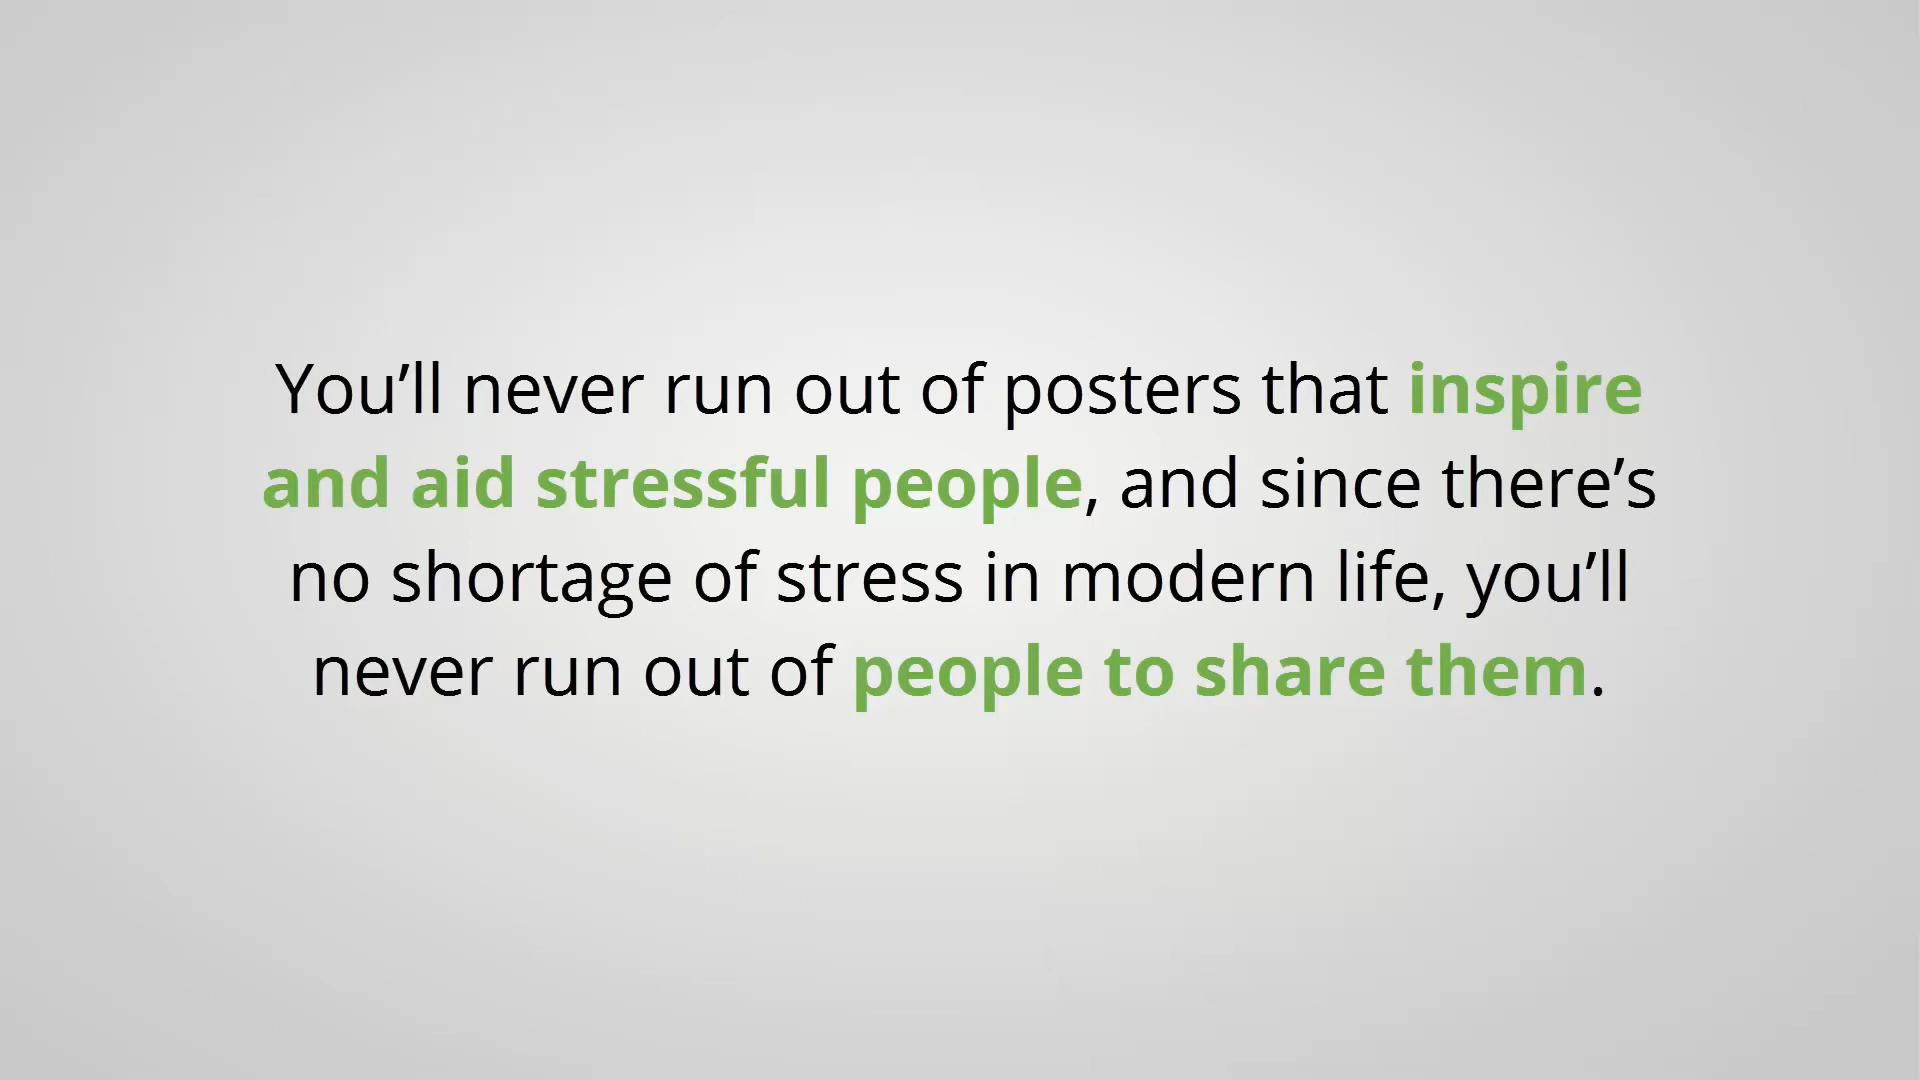 You’ll never run out of posters that inspire
and aid stressful people, and since there’s
no shortage of stress in modern life, you’ll
never run out of people to share them.